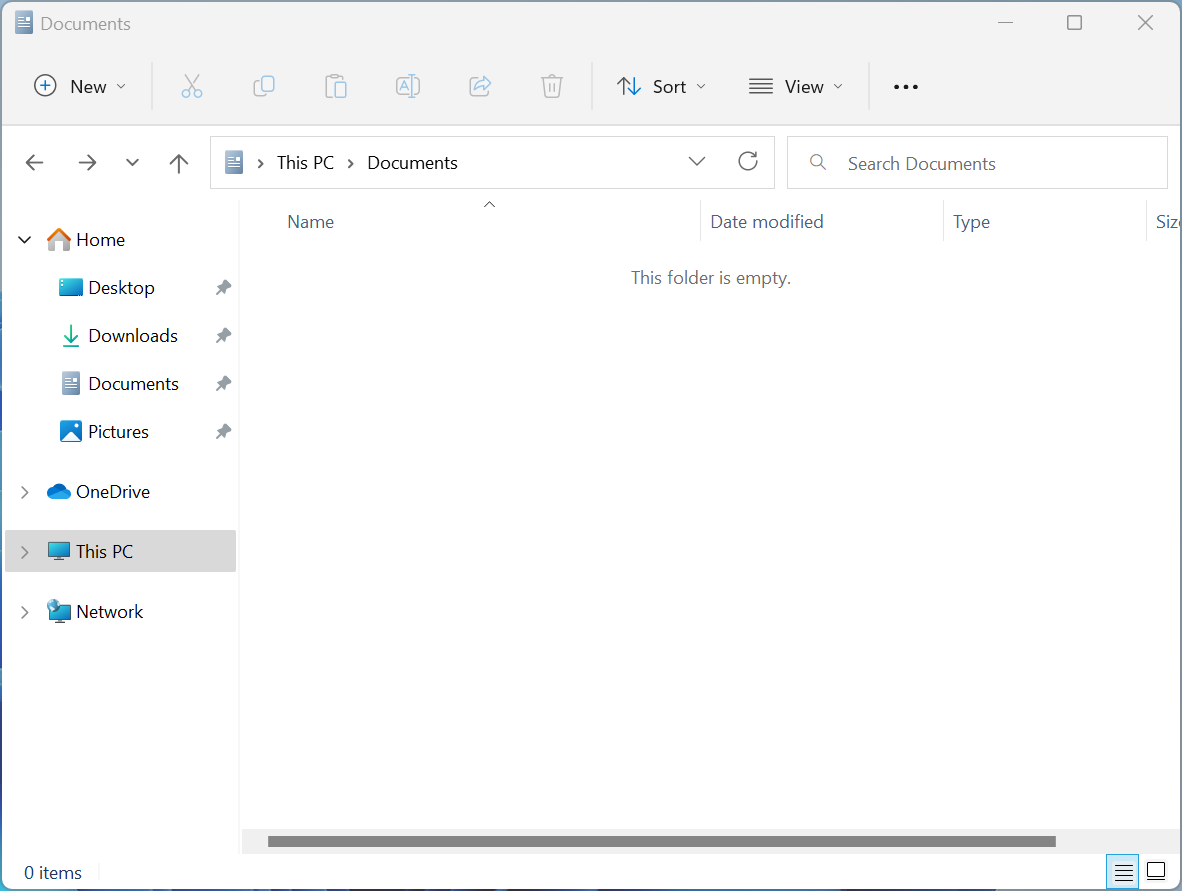 Documents
New Sort View
This PC Documents Search Documents
Name Date modified Type Size
This folder is empty.
Home
Desktop
Downloads
Documents
Pictures
OneDrive
This PC
Network
0 items